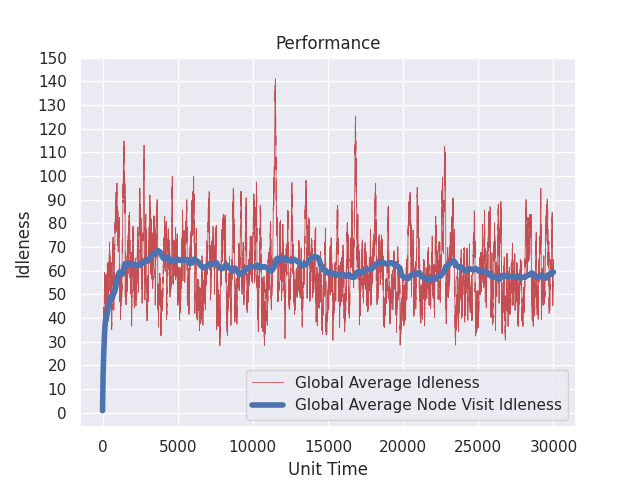 Performance
150
140
130
120
110
100
90
80
70
60
50
40
30
20
10
0
Idleness
Global Average Idleness
Global Average Node Visit Idleness
0 5000 10000 15000 20000 25000 30000
Unit Time